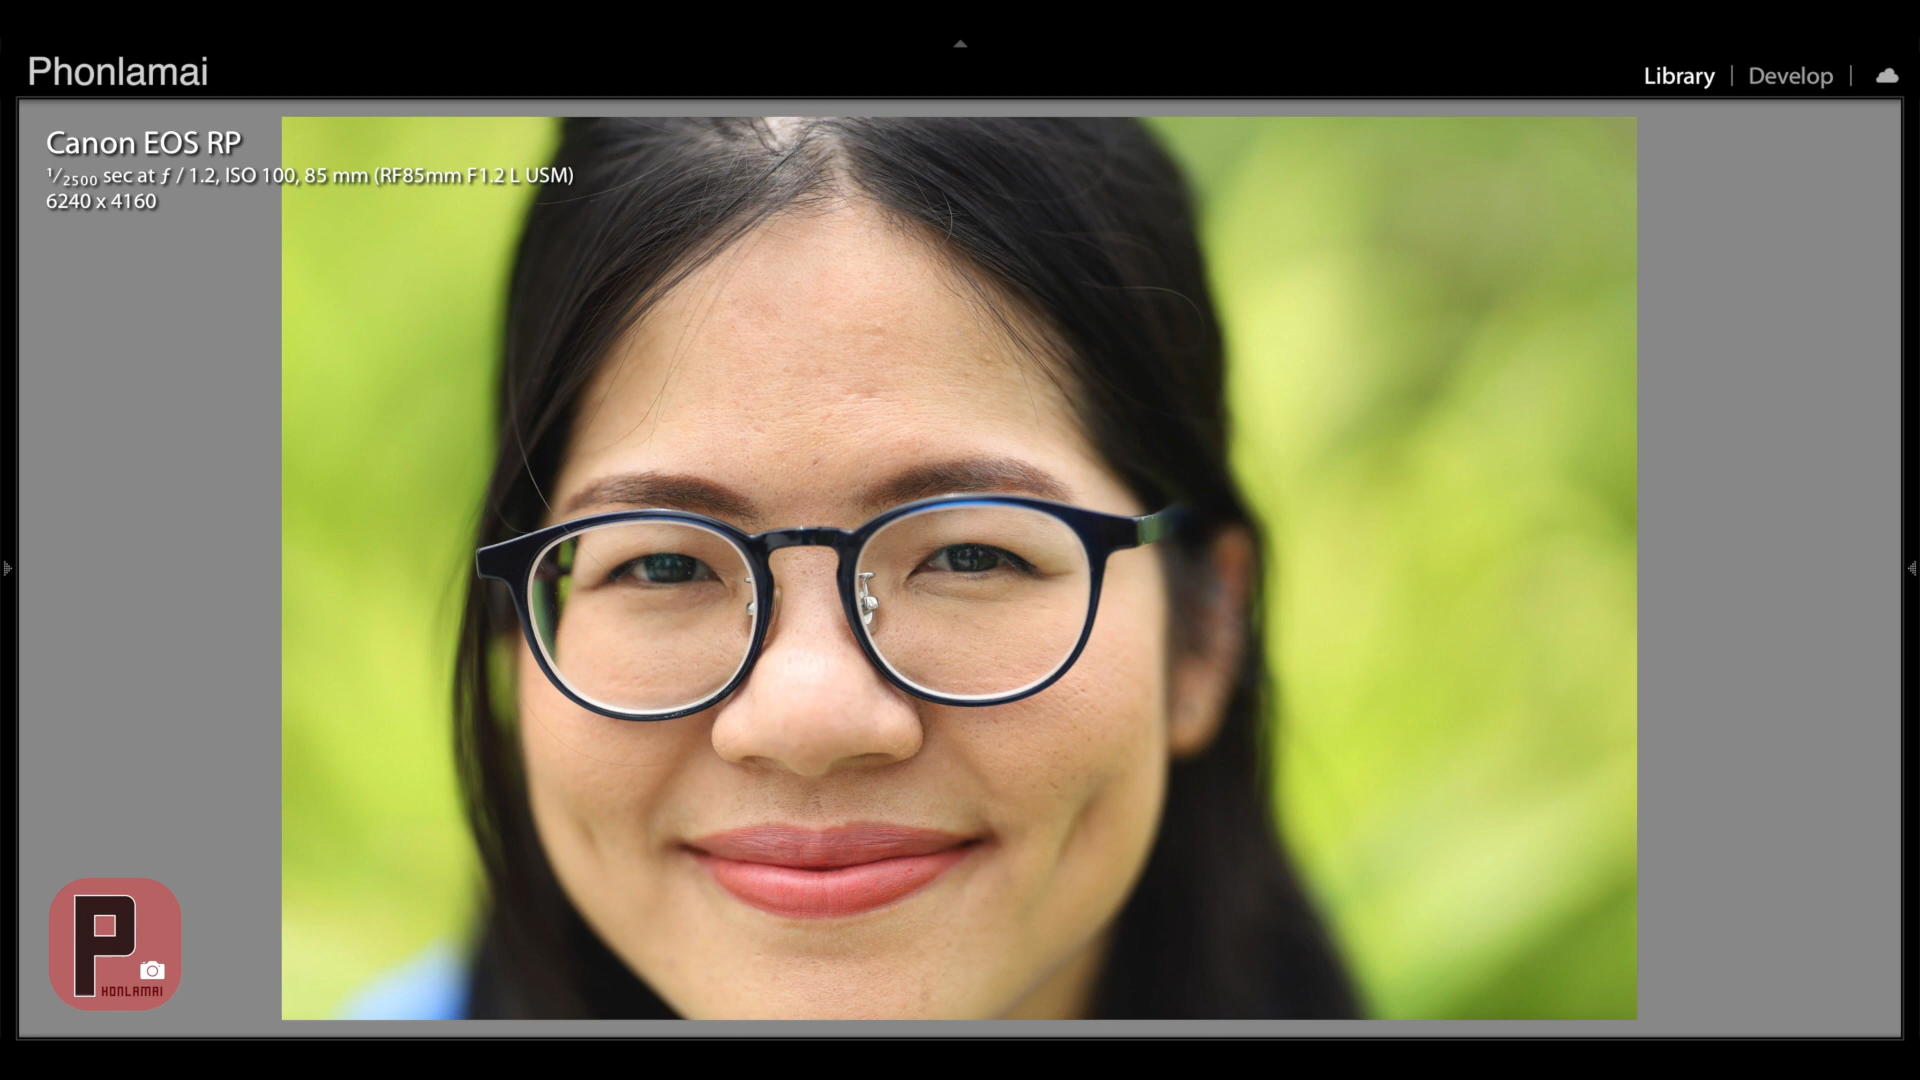 Phonlamai
Library | Develop |
Canon EOS RP
1/2500 sec at ƒ / 1.2, ISO 100, 85 mm (RF85mm F1.2 L USM)
6240 x 4160
P
HONLAMAI